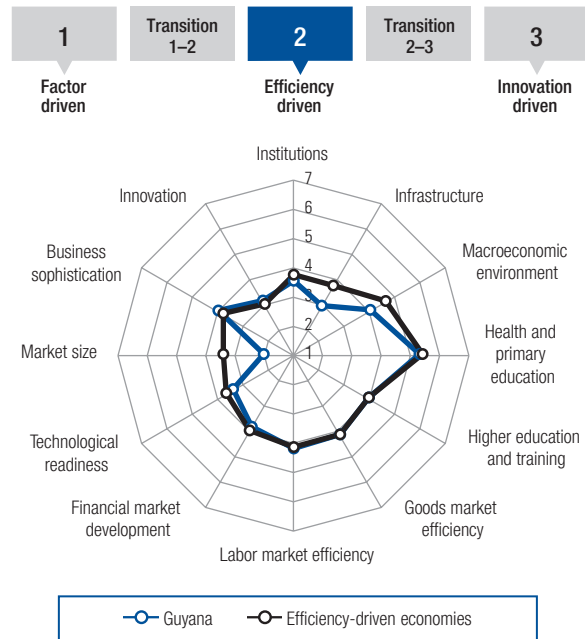 1
Transition
1–2
2
Transition
2–3
3
Factor
driven
Efficiency
driven
Innovation
driven
Institutions
Innovation
Infrastructure
Business
sophistication
Macroeconomic
environment
Market size
Health and
primary
education
Technological
readiness
Higher education
and training
Financial market
development
Goods market
efficiency
Labor market efficiency
7
6
5
4
3
2
1
Guyana
Efficiency-driven economies